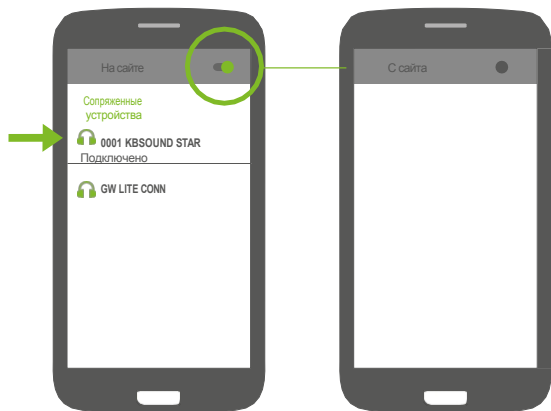 На сайте
Сопряженные
устройства
0001 KBSOUND STAR
Подключено
GW LITE CONN
С сайта